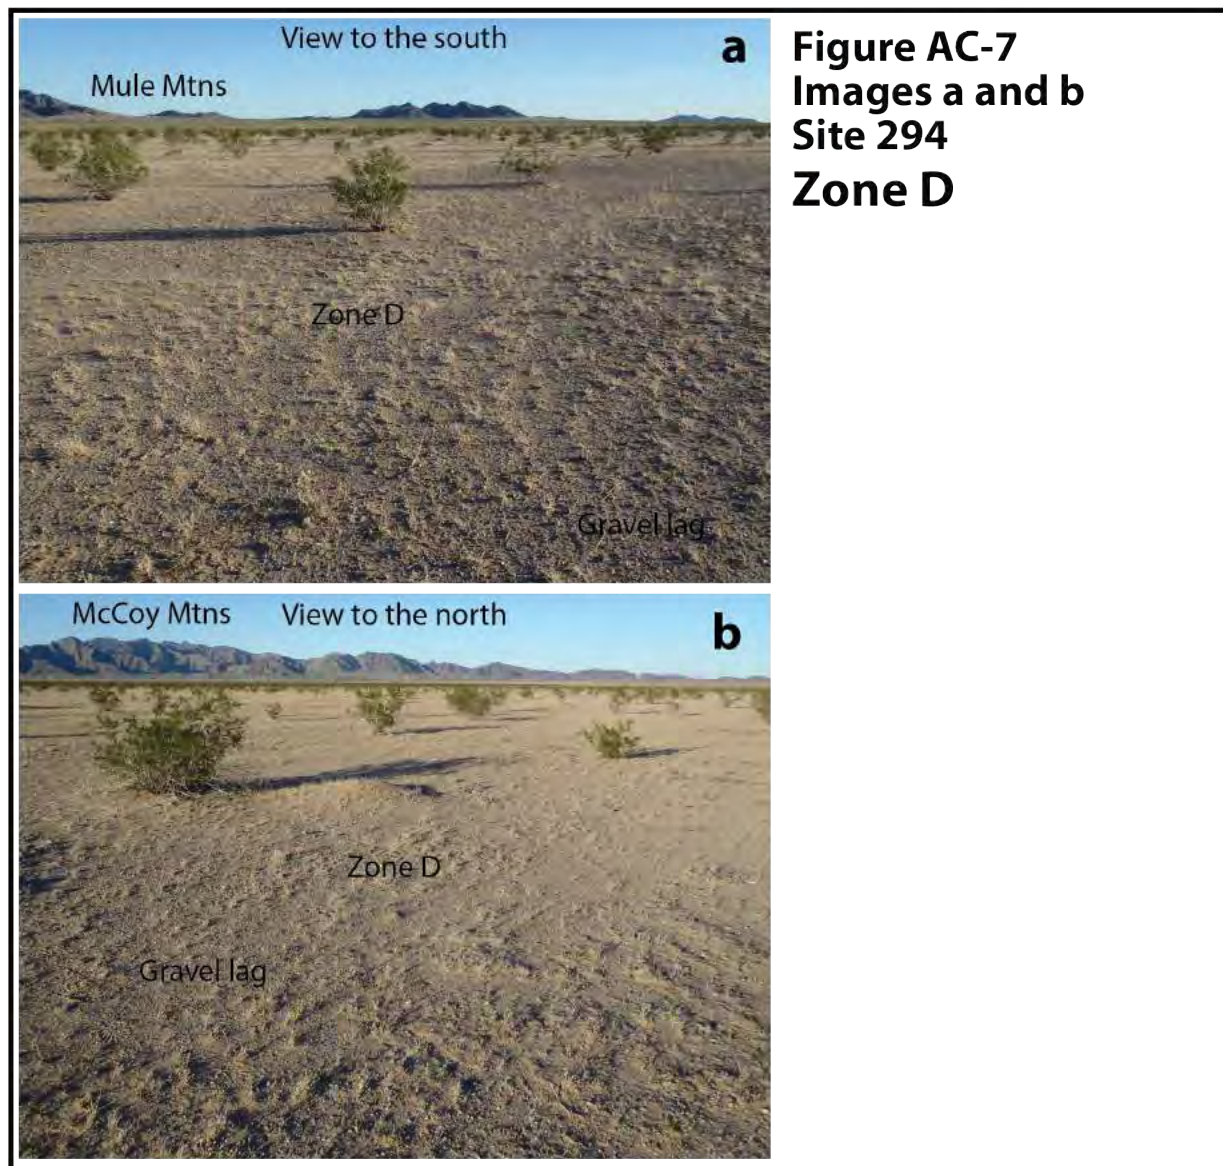 View to the south
a
Mule Mtns
Zone D
Gravel lag
Figure AC-7
Images a and b
Site 294
Zone D
McCoy Mtns View to the north
b
Zone D
Gravel lag